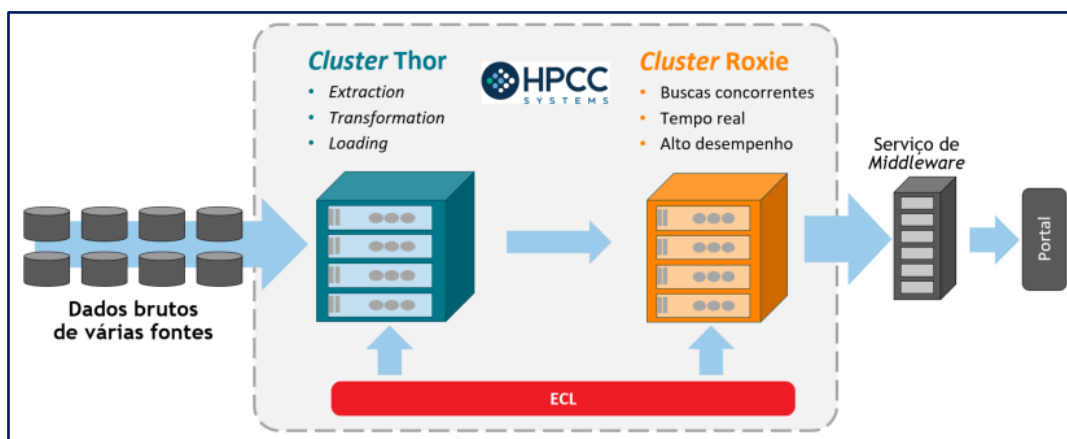 Cluster Thor
• Extraction
• Transformation
• Loading
HPCC
SYSTEMS
Cluster Roxie
• Buscas concorrentes
• Tempo real
• Alto desempenho
Serviço de
Middleware
Portal
Dados brutos
de várias fontes
ECL